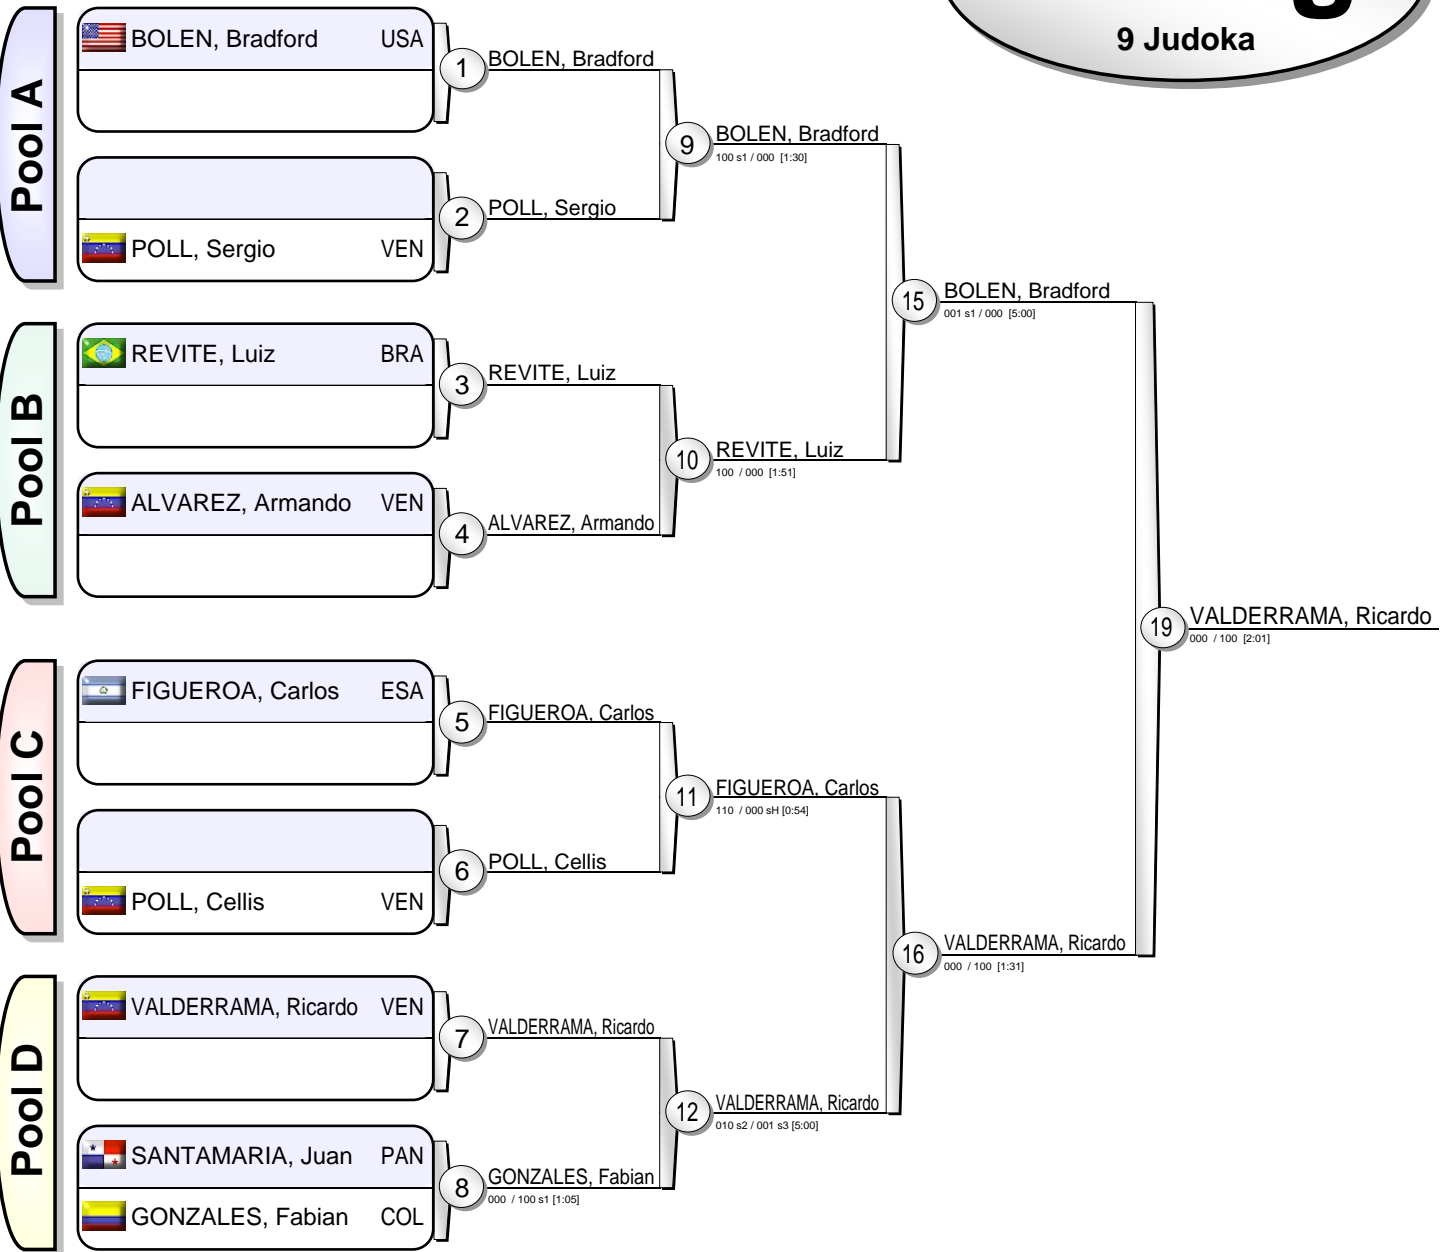 9 Judoka
Pool A
BOLEN, Bradford USA
1
BOLEN, Bradford
2
POLL, Sergio
POLL, Sergio VEN
9
BOLEN, Bradford
100 s1 / 000 [1:30]
Pool B
REVITE, Luiz BRA
3
REVITE, Luiz
ALVAREZ, Armando VEN
4
ALVAREZ, Armando
10
REVITE, Luiz
100 / 000 [1:51]
15
BOLEN, Bradford
001 s1 / 000 [5:00]
Pool C
FIGUEROA, Carlos ESA
5
FIGUEROA, Carlos
6
POLL, Cellis
POLL, Cellis VEN
11
FIGUEROA, Carlos
110 / 000 sH [0:54]
Pool D
VALDERRAMA, Ricardo VEN
7
VALDERRAMA, Ricardo
SANTAMARIA, Juan PAN
GONZALES, Fabian COL
8
GONZALES, Fabian
000 / 100 s1 [1:05]
12
VALDERRAMA, Ricardo
010 s2 / 001 s3 [5:00]
16
VALDERRAMA, Ricardo
000 / 100 [1:31]
19
VALDERRAMA, Ricardo
000 / 100 [2:01]